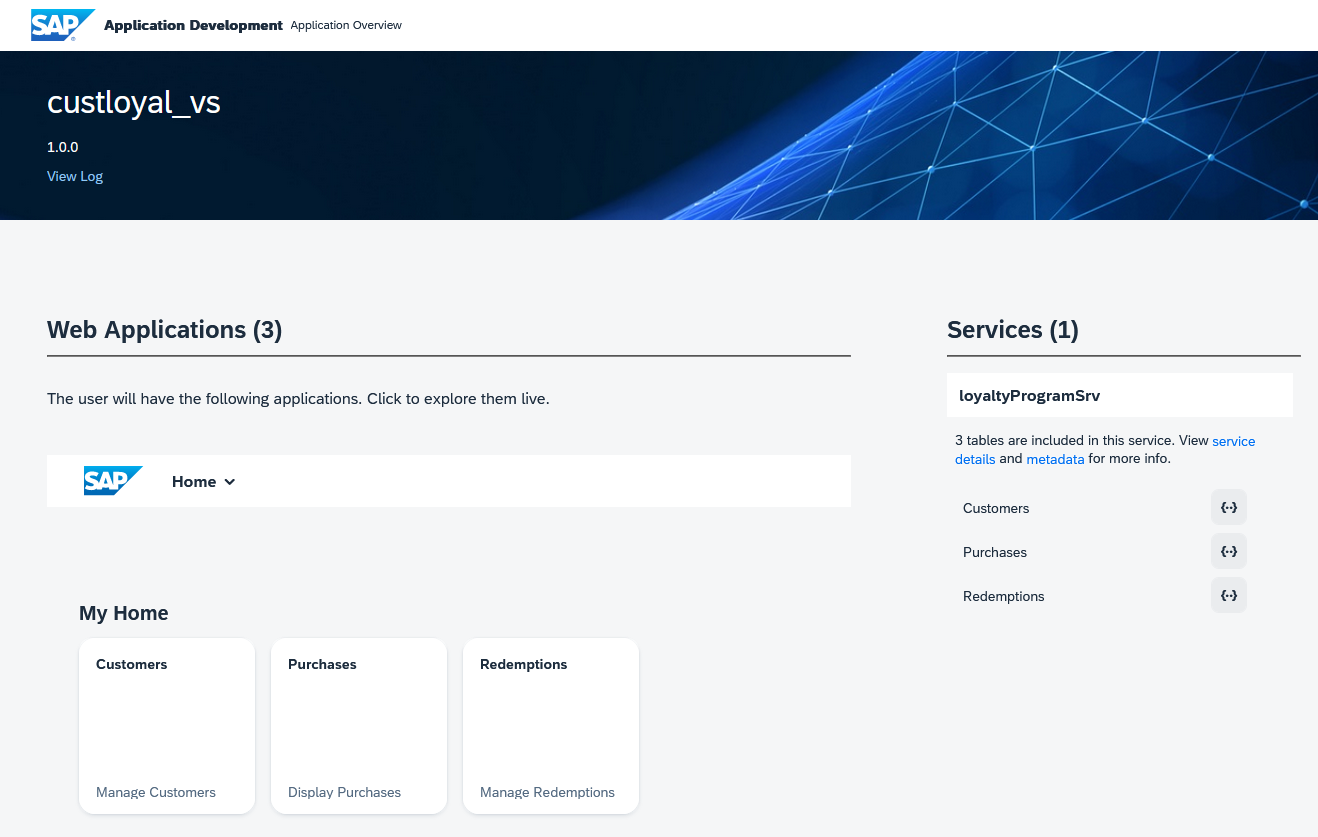 SAP Application Development Application Overview
custloyal_vs
1.0.0
View Log
Web Applications (3)
The user will have the following applications. Click to explore them live.
SAP Home
My Home
Customers
Manage Customers
Purchases
Display Purchases
Redemptions
Manage Redemptions
Services (1)
loyaltyProgramSrv
3 tables are included in this service. View service
details and metadata for more info.
Customers
Purchases
Redemptions